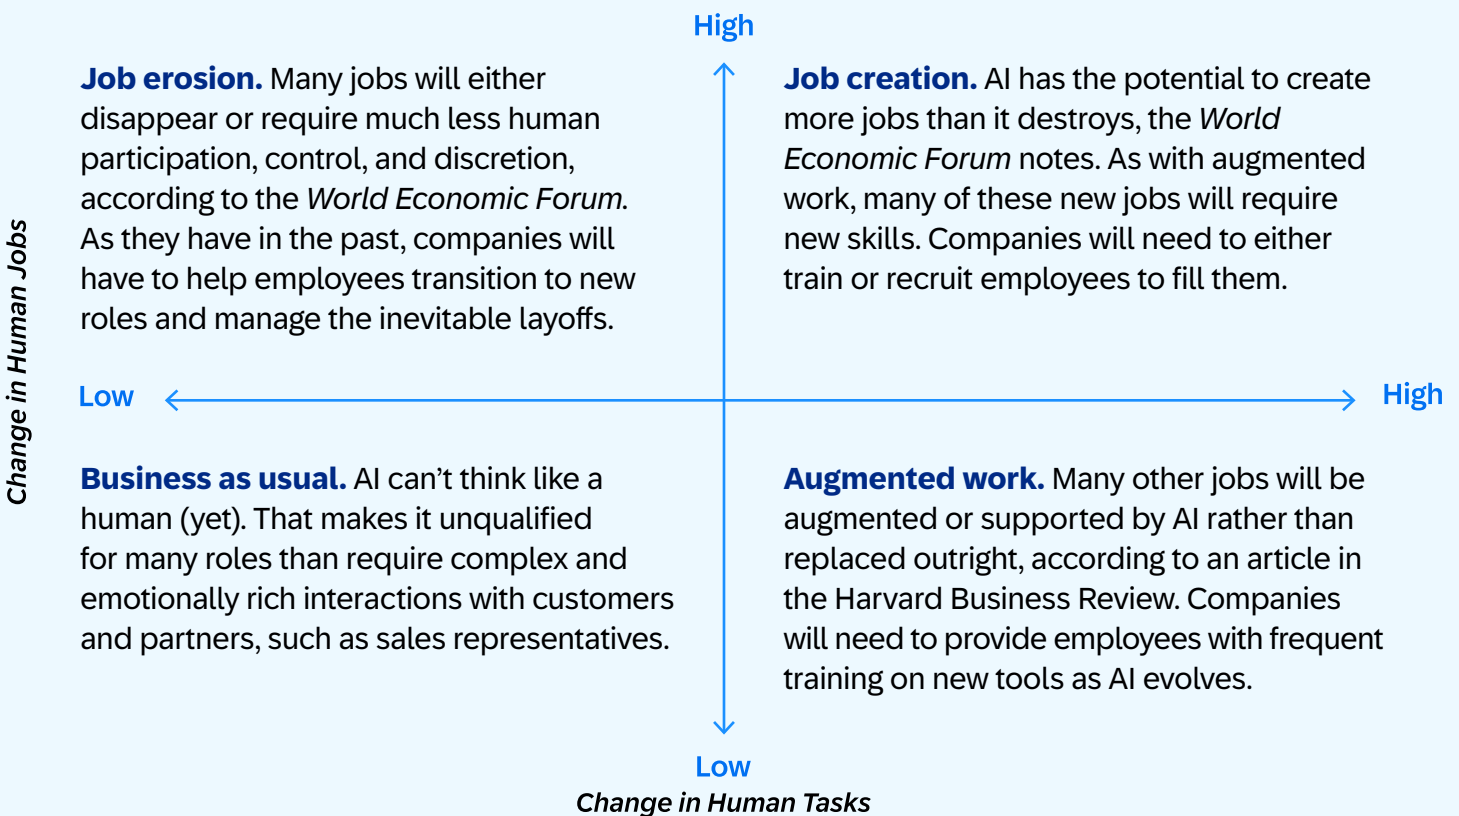 High
Job erosion. Many jobs will either
disappear or require much less human
participation, control, and discretion,
according to the World Economic Forum.
As they have in the past, companies will
have to help employees transition to new
roles and manage the inevitable layoffs.
Job creation. AI has the potential to create
more jobs than it destroys, the World
Economic Forum notes. As with augmented
work, many of these new jobs will require
new skills. Companies will need to either
train or recruit employees to fill them.
Change in Human Jobs
Low
High
Business as usual. AI can’t think like a
human (yet). That makes it unqualified
for many roles than require complex and
emotionally rich interactions with customers
and partners, such as sales representatives.
Augmented work. Many other jobs will be
augmented or supported by AI rather than
replaced outright, according to an article in
the Harvard Business Review. Companies
will need to provide employees with frequent
training on new tools as AI evolves.
Low
Change in Human Tasks